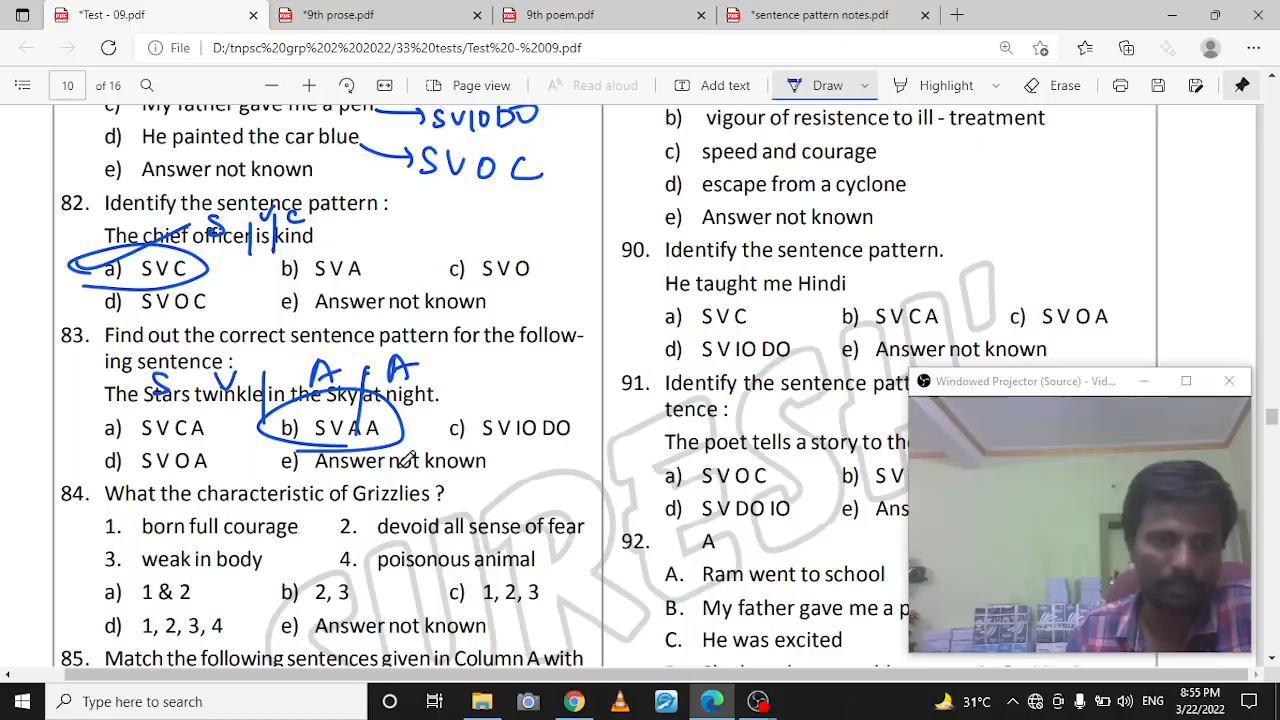 *Test - 09.pdf
*9th prose.pdf
9th poem.pdf
*sentence pattern notes.pdf
File
D:/tnpsc%20grp%202%202022/33%20tests/Test%20-%2009.pdf
10 of 16
Page view
Read aloud
Add text
Draw
Highlight
Erase
c) My father gave me a pen
S V IO DO
d) He painted the car blue
S V O C
e) Answer not known
82. Identify the sentence pattern :
S V C
The chief officer is kind
a) S V C b) S V A c) S V O
d) S V O C e) Answer not known
83. Find out the correct sentence pattern for the follow-
ing sentence :
S V A A
The Stars twinkle in the Sky at night.
a) S V C A b) S V A A c) S V IO DO
d) S V O A e) Answer not known
84. What the characteristic of Grizzlies ?
1. born full courage 2. devoid all sense of fear
3. weak in body 4. poisonous animal
a) 1 & 2 b) 2, 3 c) 1, 2, 3
d) 1, 2, 3, 4 e) Answer not known
85. Match the following sentences given in Column A with
b) vigour of resistence to ill - treatment
c) speed and courage
d) escape from a cyclone
e) Answer not known
90. Identify the sentence pattern.
He taught me Hindi
a) S V C b) S V C A c) S V O A
d) S V IO DO e) Answer not known
91. Identify the sentence patt
tence :
The poet tells a story to the
a) S V O C b) S V
d) S V DO IO e) Ans
92. A
A. Ram went to school
B. My father gave me a p
C. He was excited
SURESH'
Windowed Projector (Source) - Vid...
Type here to search
31°C
ENG
8:55 PM
3/22/2022